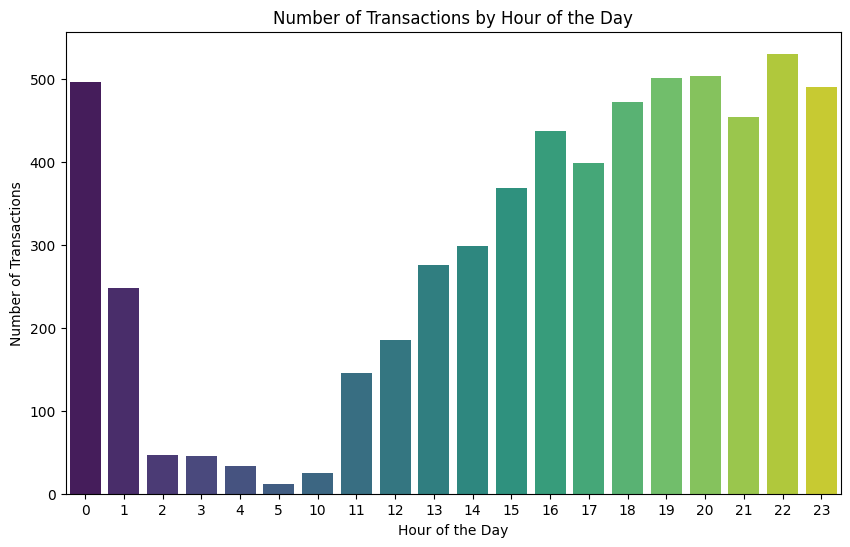 Number of Transactions by Hour of the Day
Number of Transactions
500
400
300
200
100
0
0 1 2 3 4 5 10 11 12 13 14 15 16 17 18 19 20 21 22 23
Hour of the Day